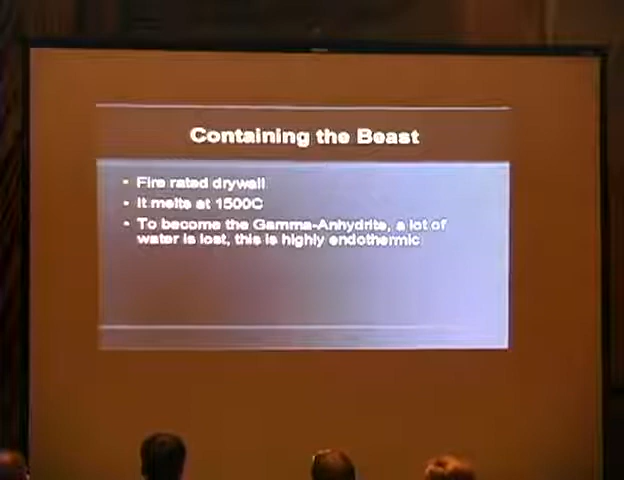 Containing the Beast
• Fire rated drywall
• It melts at 1500C
• To become the Gamma-Anhydrite, a lot of
water is lost, this is highly endothermic